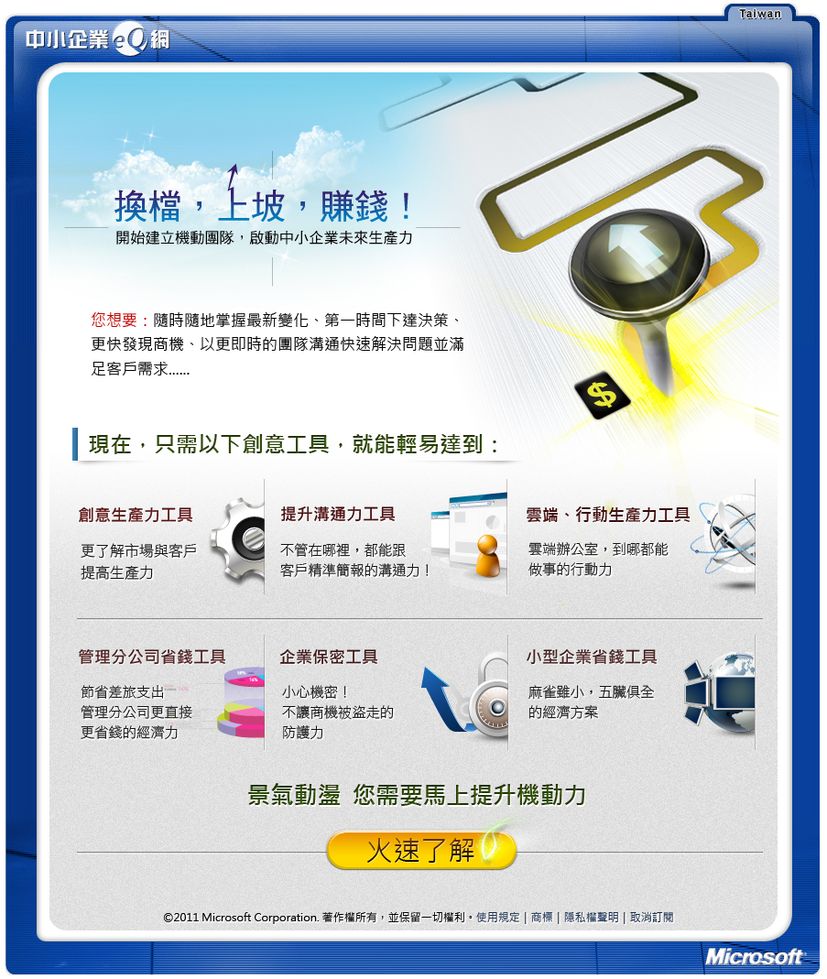 Taiwan
中小企業eQ網
換檔，上坡，賺錢！
開始建立機動團隊，啟動中小企業未來生產力
您想要：隨時隨地掌握最新變化、第一時間下達決策、
更快發現商機、以更即時的團隊溝通快速解決問題並滿
足客戶需求......
$
現在，只需以下創意工具，就能輕易達到：
創意生產力工具
更了解市場與客戶
提高生產力
提升溝通力工具
不管在哪裡，都能跟
客戶精準簡報的溝通力！
雲端、行動生產力工具
雲端辦公室，到哪都能
做事的行動力
管理分公司省錢工具
節省差旅支出
管理分公司更直接
更省錢的經濟力
企業保密工具
小心機密！
不讓商機被盜走的
防護力
小型企業省錢工具
麻雀雖小，五臟俱全
的經濟方案
景氣動盪 您需要馬上提升機動力
火速了解
©2011 Microsoft Corporation. 著作權所有，並保留一切權利。使用規定 | 商標 | 隱私權聲明 | 取消訂閱
Microsoft